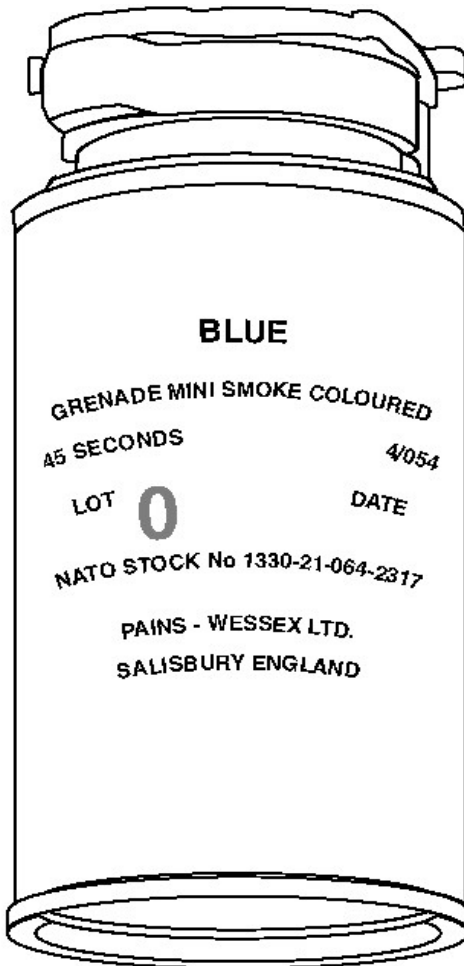 BLUE
GRENADE MINI SMOKE COLOURED
45 SECONDS 4/054
LOT 0 DATE
NATO STOCK No 1330-21-064-2317
PAINS - WESSEX LTD.
SALISBURY ENGLAND